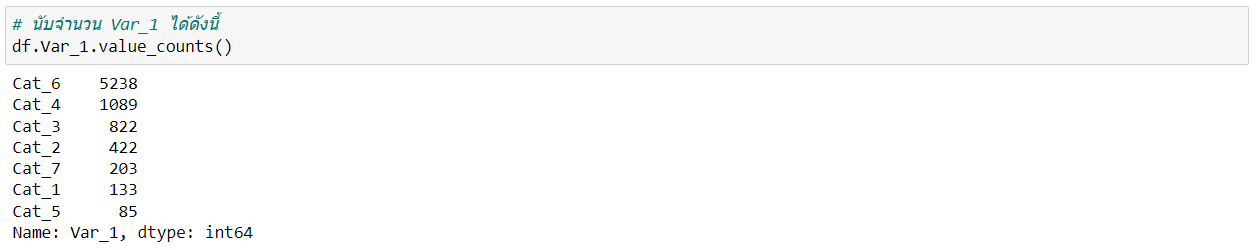 # นับจำนวน Var_1 ได้ดังนี้
df.Var_1.value_counts()
Cat_6    5238
Cat_4    1089
Cat_3     822
Cat_2     422
Cat_7     203
Cat_1     133
Cat_5      85
Name: Var_1, dtype: int64